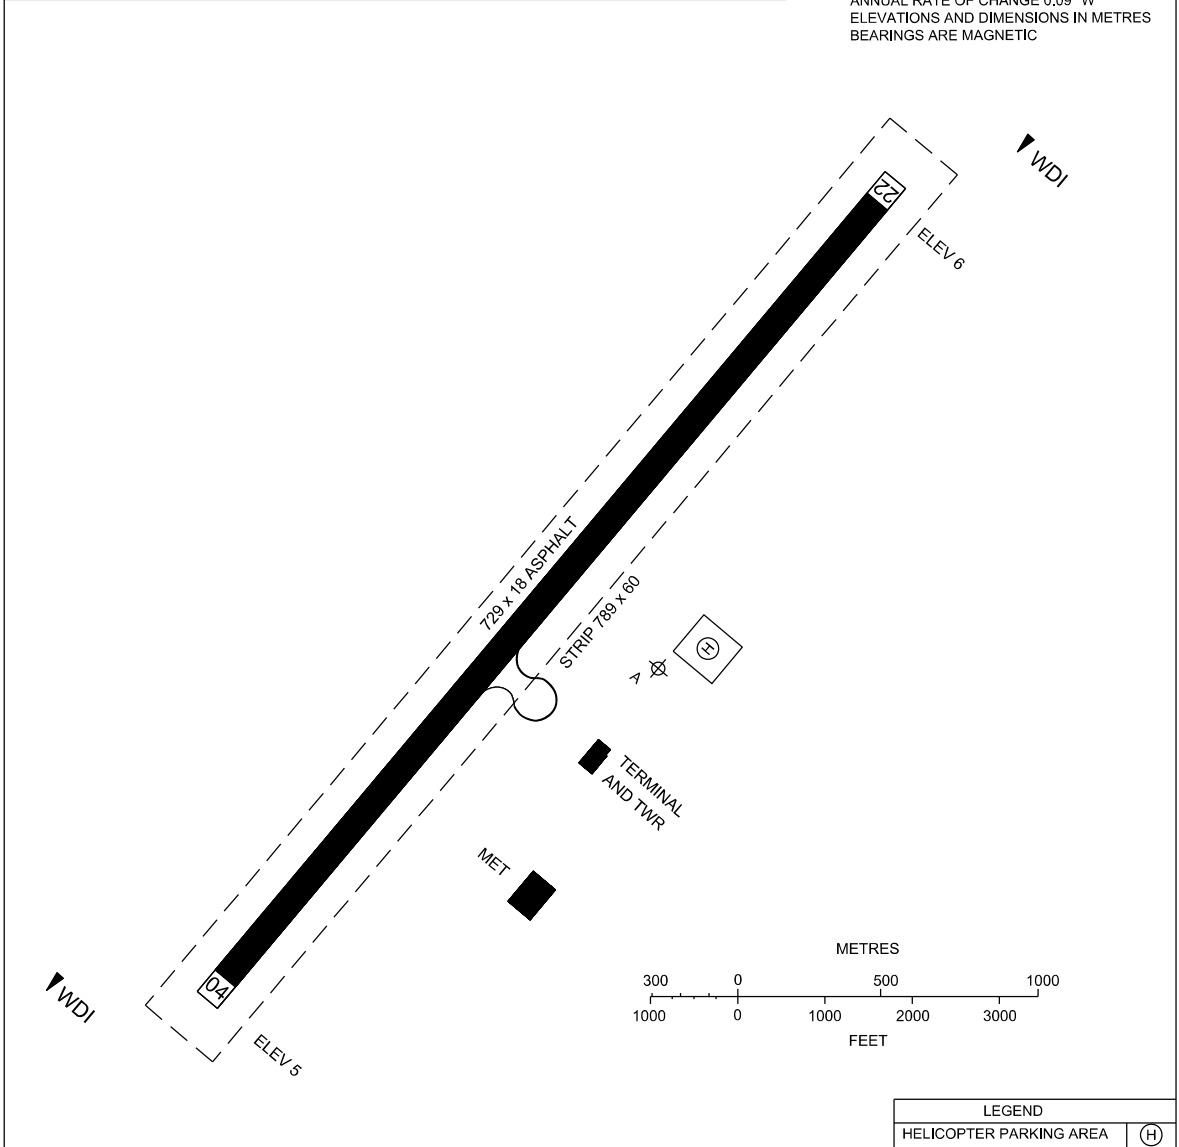 ANNUAL RATE OF CHANGE 0.09° W
ELEVATIONS AND DIMENSIONS IN METRES
BEARINGS ARE MAGNETIC
WDI
22
ELEV 6
729 x 18 ASPHALT
STRIP 789 x 60
H
A
TERMINAL
AND TWR
MET
04
WDI
ELEV 5
METRES
300 0 500 1000
1000 0 1000 2000 3000
FEET
LEGEND
HELICOPTER PARKING AREA H